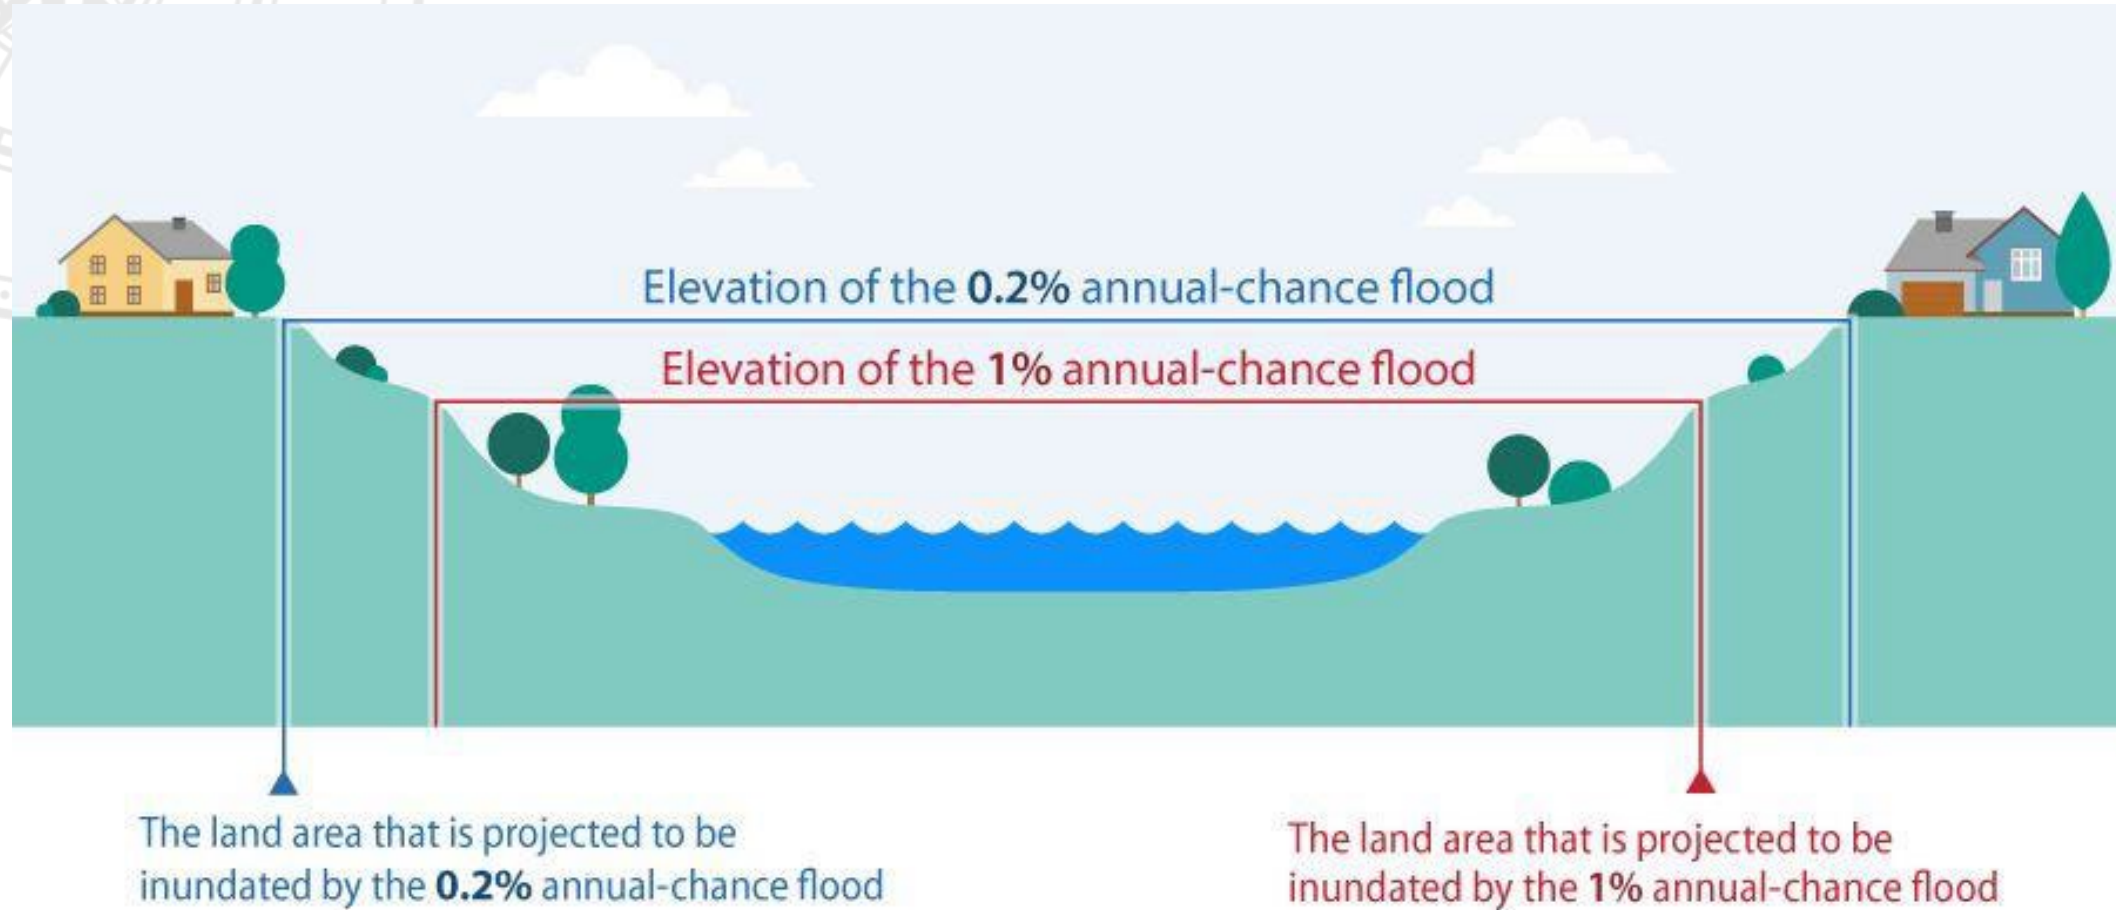 Elevation of the 0.2% annual-chance flood
Elevation of the 1% annual-chance flood
The land area that is projected to be
inundated by the 0.2% annual-chance flood
The land area that is projected to be
inundated by the 1% annual-chance flood